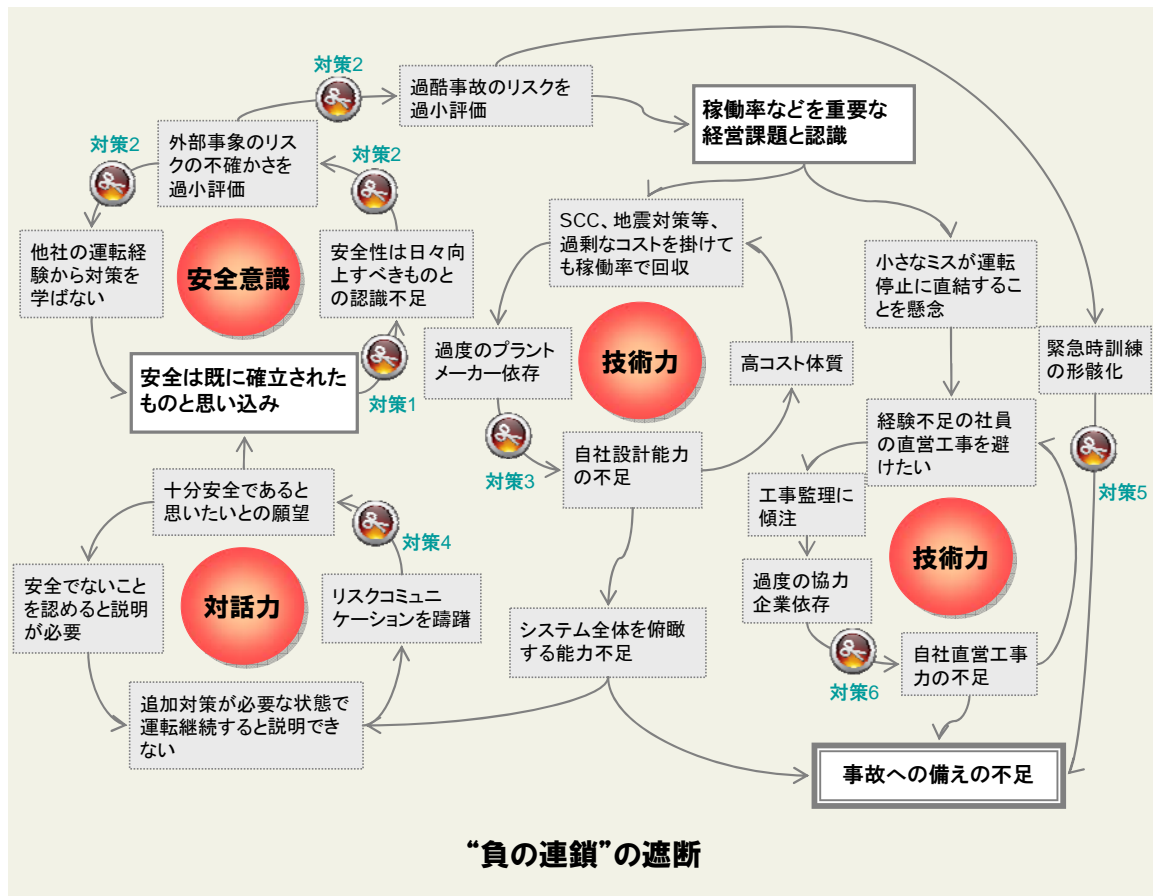 対策2
過酷事故のリスクを
過小評価
稼働率などを重要な
経営課題と認識
対策2
外部事象のリス
クの不確かさを
過小評価
対策2
他社の運転経
験から対策を
学ばない
安全意識
安全性は日々向
上すべきものと
の認識不足
SCC、地震対策等、
過剰なコストを掛けて
も稼働率で回収
小さなミスが運転
停止に直結するこ
とを懸念
緊急時訓練
の形骸化
過度のプラント
メーカー依存
技術力
高コスト体質
安全は既に確立された
ものと思い込み
対策1
経験不足の社員
の直営工事を避
けたい
対策3
自社設計能力
の不足
対策5
十分安全であると
思いたいとの願望
対策4
工事監理に
傾注
技術力
安全でないこと
を認めると説明
が必要
対話力
リスクコミュニ
ケーションを躊躇
過度の協力
企業依存
システム全体を俯瞰
する能力不足
対策6
自社直営工事
力の不足
追加対策が必要な状態で
運転継続すると説明でき
ない
事故への備えの不足
“負の連鎖”の遮断